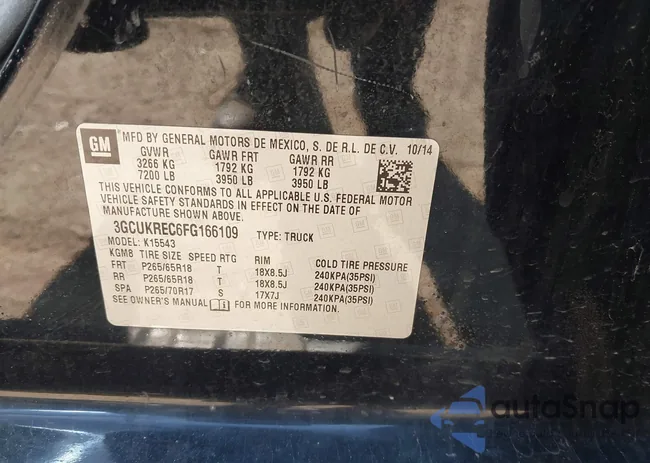 GM
MFD BY GENERAL MOTORS DE MEXICO, S. DE R.L. DE C.V. 10/14
GVWR GAWR FRT GAWR RR
3266 KG 1792 KG 1792 KG
7200 LB 3950 LB 3950 LB
THIS VEHICLE CONFORMS TO ALL APPLICABLE U.S. FEDERAL MOTOR
VEHICLE SAFETY STANDARDS IN EFFECT ON THE DATE OF
MANUFACTURE SHOWN ABOVE.
3GCUKREC6FG166109 TYPE: TRUCK
MODEL: K15543
KGMB TIRE SIZE SPEED RTG RIM COLD TIRE PRESSURE
FRT P265/65R18 T 18X8.5J 240KPA(35PSI)
RR P265/65R18 T 18X8.5J 240KPA(35PSI)
SPA P265/70R17 S 17X7J 240KPA(35PSI)
SEE OWNER'S MANUAL FOR MORE INFORMATION.
autoSnap